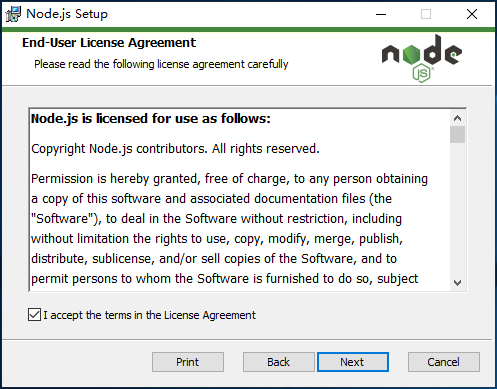 Node.js Setup
End-User License Agreement
Please read the following license agreement carefully
node
JS
Node.js is licensed for use as follows:
Copyright Node.js contributors. All rights reserved.
Permission is hereby granted, free of charge, to any person obtaining
a copy of this software and associated documentation files (the
"Software"), to deal in the Software without restriction, including
without limitation the rights to use, copy, modify, merge, publish,
distribute, sublicense, and/or sell copies of the Software, and to
permit persons to whom the Software is furnished to do so, subject
I accept the terms in the License Agreement
Print
Back
Next
Cancel